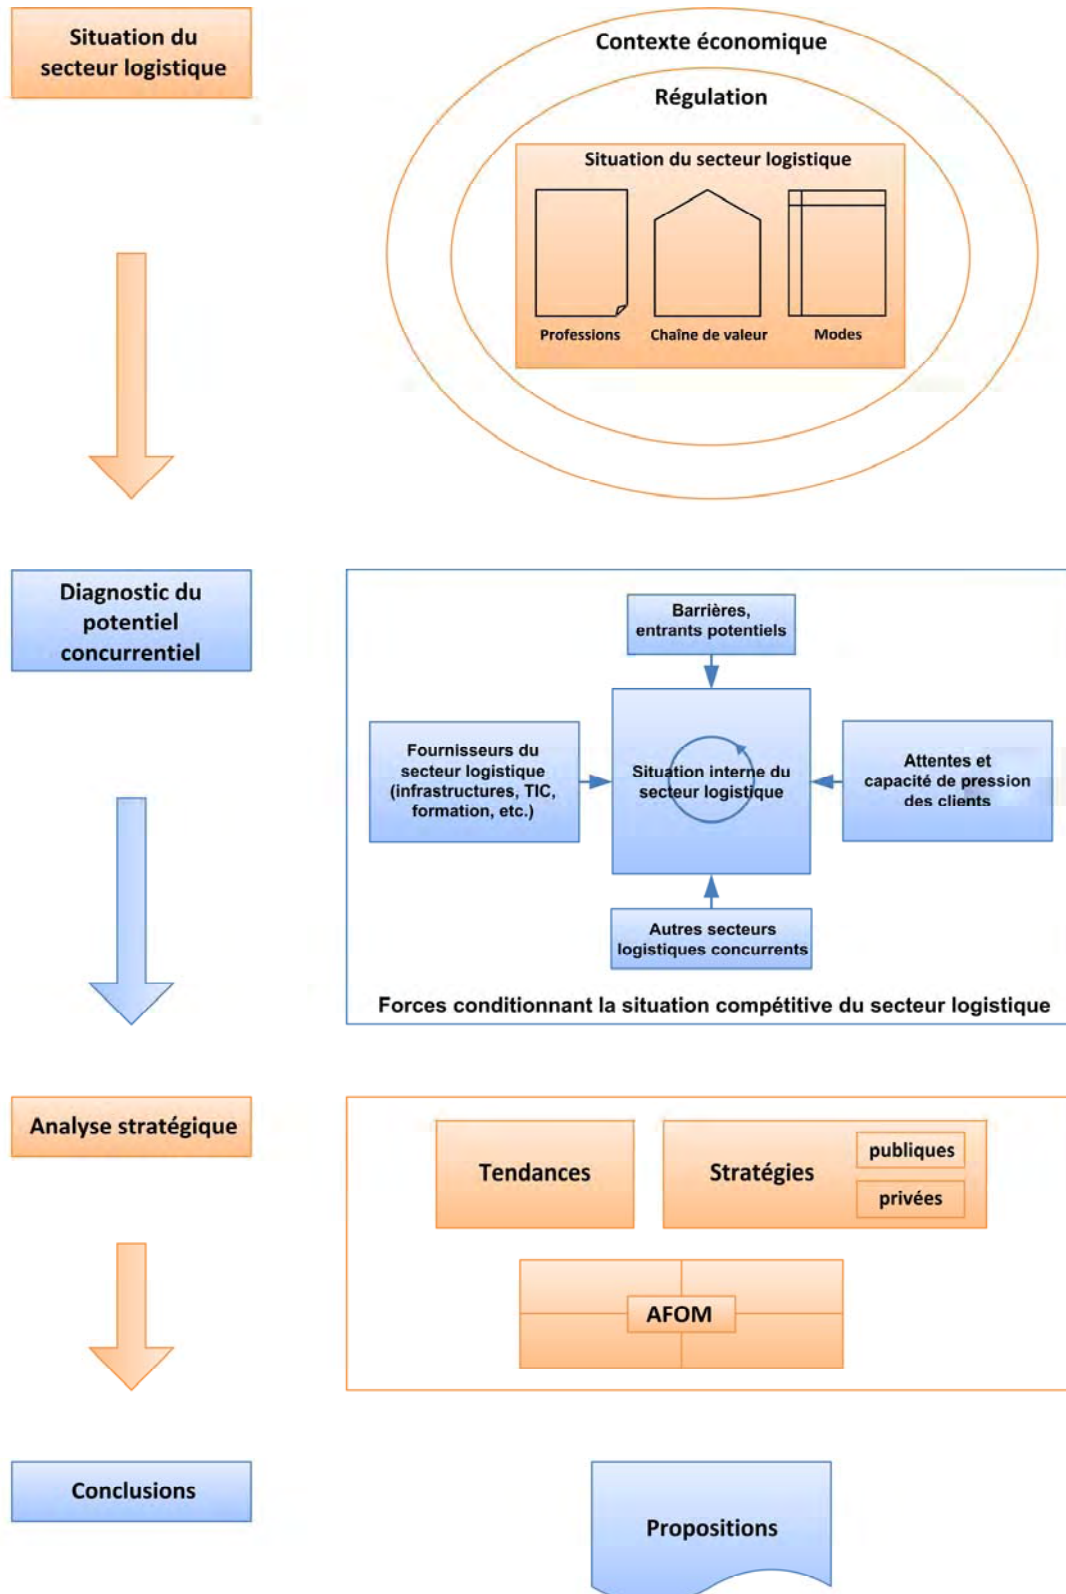 Situation du
secteur logistique
Contexte économique
Régulation
Situation du secteur logistique
Professions
Chaîne de valeur
Modes
Diagnostic du
potentiel
concurrentiel
Barrières,
entrants potentiels
Fournisseurs du
secteur logistique
(infrastructures, TIC,
formation, etc.)
Situation interne du
secteur logistique
Attentes et
capacité de pression
des clients
Autres secteurs
logistiques concurrents
Forces conditionnant la situation compétitive du secteur logistique
Analyse stratégique
Tendances
Stratégies
publiques
privées
AFOM
Conclusions
Propositions